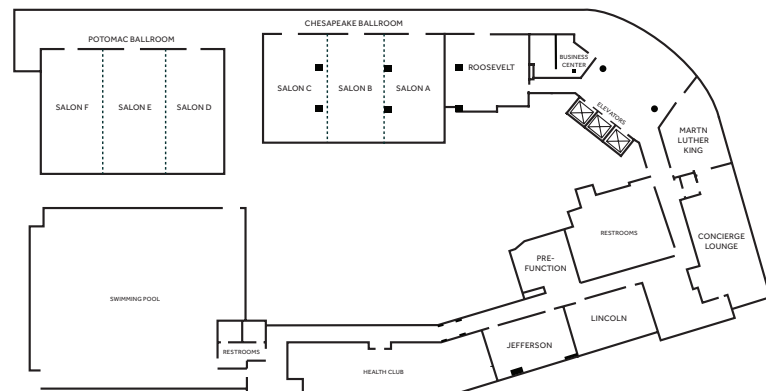 CHESAPEAKE BALLROOM
POTOMAC BALLROOM
BUSINESS
CENTER
ROOSEVELT
SALON C
SALON B
SALON A
SALON F
SALON E
SALON D
ELEVATORS
MARTN
LUTHER
KING
RESTROOMS
CONCIERGE
LOUNGE
PRE-
FUNCTION
SWIMMING POOL
LINCOLN
JEFFERSON
RESTROOMS
HEALTH CLUB